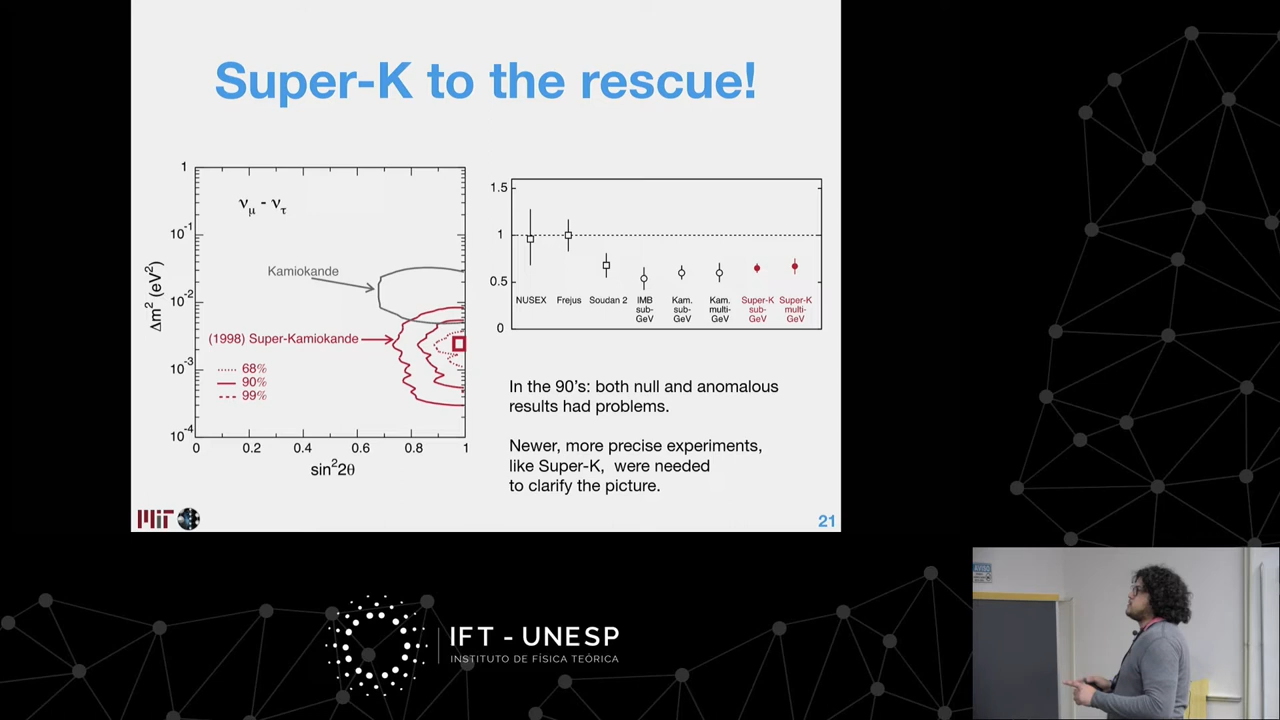 Super-K to the rescue!
1
10⁻¹
10⁻²
10⁻³
10⁻⁴
Δm² (eV²)
νμ - ντ
Kamiokande
(1998) Super-Kamiokande
68%
90%
99%
0 0.2 0.4 0.6 0.8 1
sin²2θ
1.5
1
0.5
0
NUSEX
Frejus
Soudan 2
IMB
sub-
GeV
Kam.
sub-
GeV
Kam.
multi-
GeV
Super-K
sub-
GeV
Super-K
multi-
GeV
In the 90's: both null and anomalous
results had problems.
Newer, more precise experiments,
like Super-K, were needed
to clarify the picture.
MIT
21
AVISO
IFT - UNESP
INSTITUTO DE FÍSICA TEÓRICA